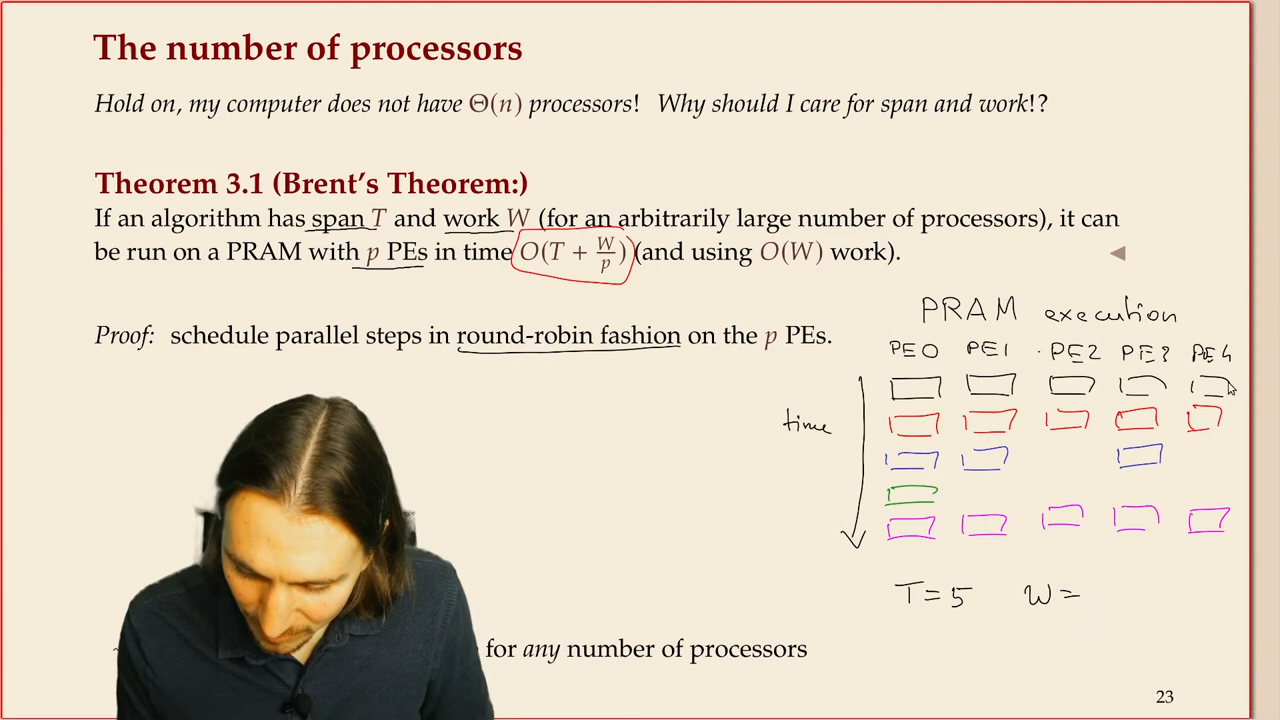 The number of processors
Hold on, my computer does not have Θ(n) processors! Why should I care for span and work!?
Theorem 3.1 (Brent's Theorem:)
If an algorithm has span T and work W (for an arbitrarily large number of processors), it can
be run on a PRAM with p PEs in time O(T + W/p) (and using O(W) work).
Proof: schedule parallel steps in round-robin fashion on the p PEs.
PRAM execution
PE0 PE1 PE2 PE3 PE4
time
T = 5 W =
for any number of processors
23